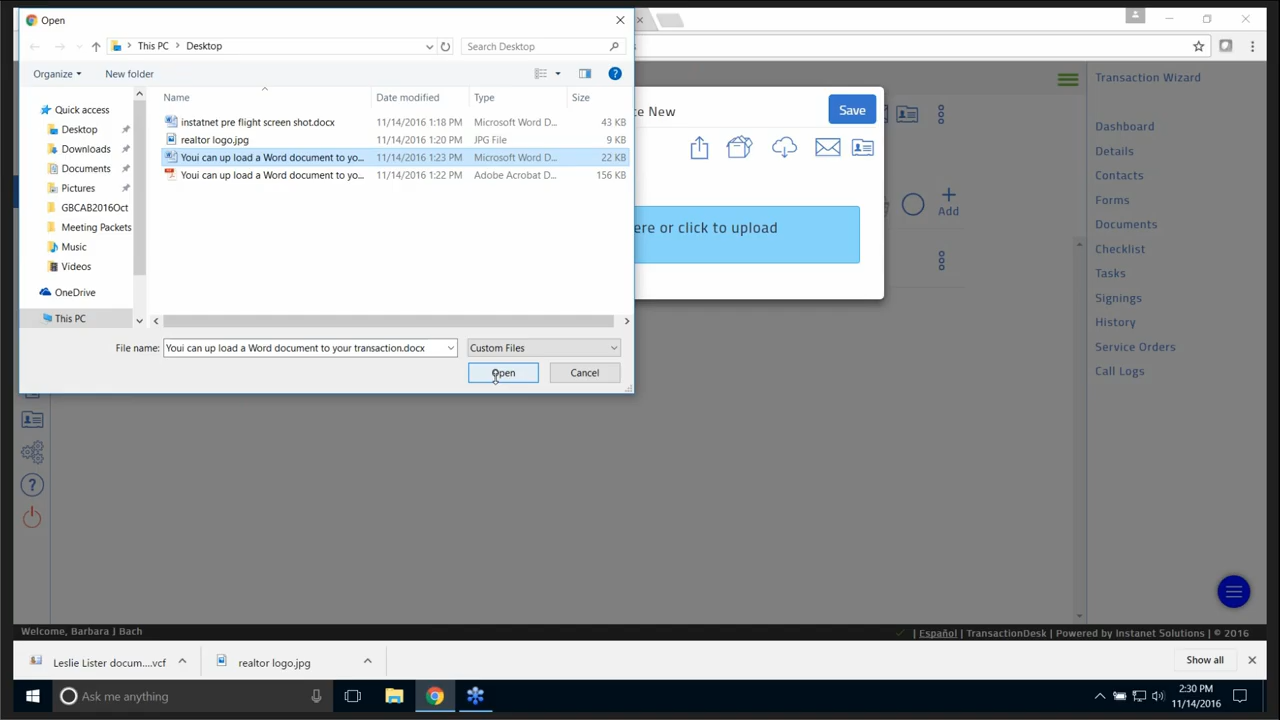 Open
This PC Desktop
Search Desktop
Organize New folder
Name Date modified Type Size
Quick access
Desktop
Downloads
Documents
Pictures
GBCAB2016Oct
Meeting Packets
Music
Videos
OneDrive
This PC
instatnet pre flight screen shot.docx 11/14/2016 1:18 PM Microsoft Word D... 43 KB
realtor logo.jpg 11/14/2016 1:20 PM JPG File 9 KB
Youi can up load a Word document to yo... 11/14/2016 1:23 PM Microsoft Word D... 22 KB
Youi can up load a Word document to yo... 11/14/2016 1:22 PM Adobe Acrobat D... 156 KB
File name: Youi can up load a Word document to your transaction.docx Custom Files
Open Cancel
te New Save
ere or click to upload
Add
Transaction Wizard
Dashboard
Details
Contacts
Forms
Documents
Checklist
Tasks
Signings
History
Service Orders
Call Logs
Welcome, Barbara J Bach
| Español | TransactionDesk | Powered by Instanet Solutions | © 2016
Leslie Lister docum....vcf realtor logo.jpg Show all
Ask me anything
2:30 PM
11/14/2016